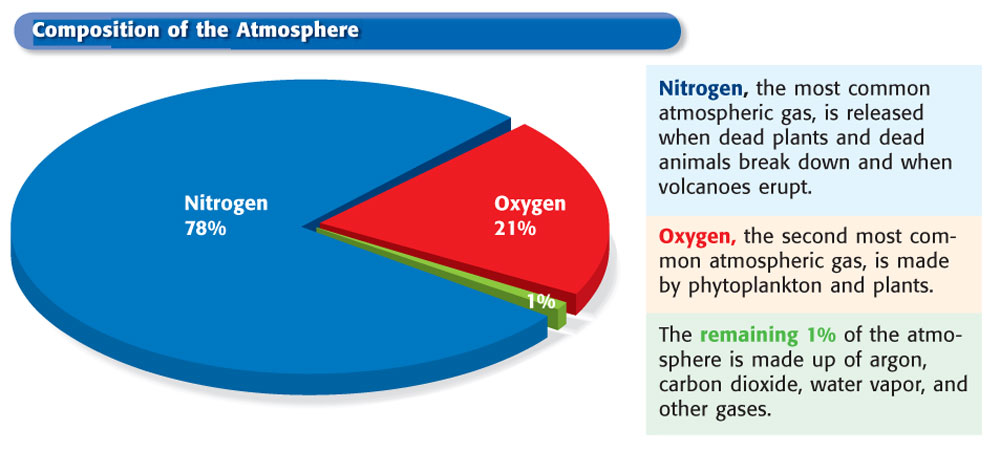 Composition of the Atmosphere
Nitrogen
78%
Oxygen
21%
1%
Nitrogen, the most common
atmospheric gas, is released
when dead plants and dead
animals break down and when
volcanoes erupt.
Oxygen, the second most com-
mon atmospheric gas, is made
by phytoplankton and plants.
The remaining 1% of the atmo-
sphere is made up of argon,
carbon dioxide, water vapor, and
other gases.